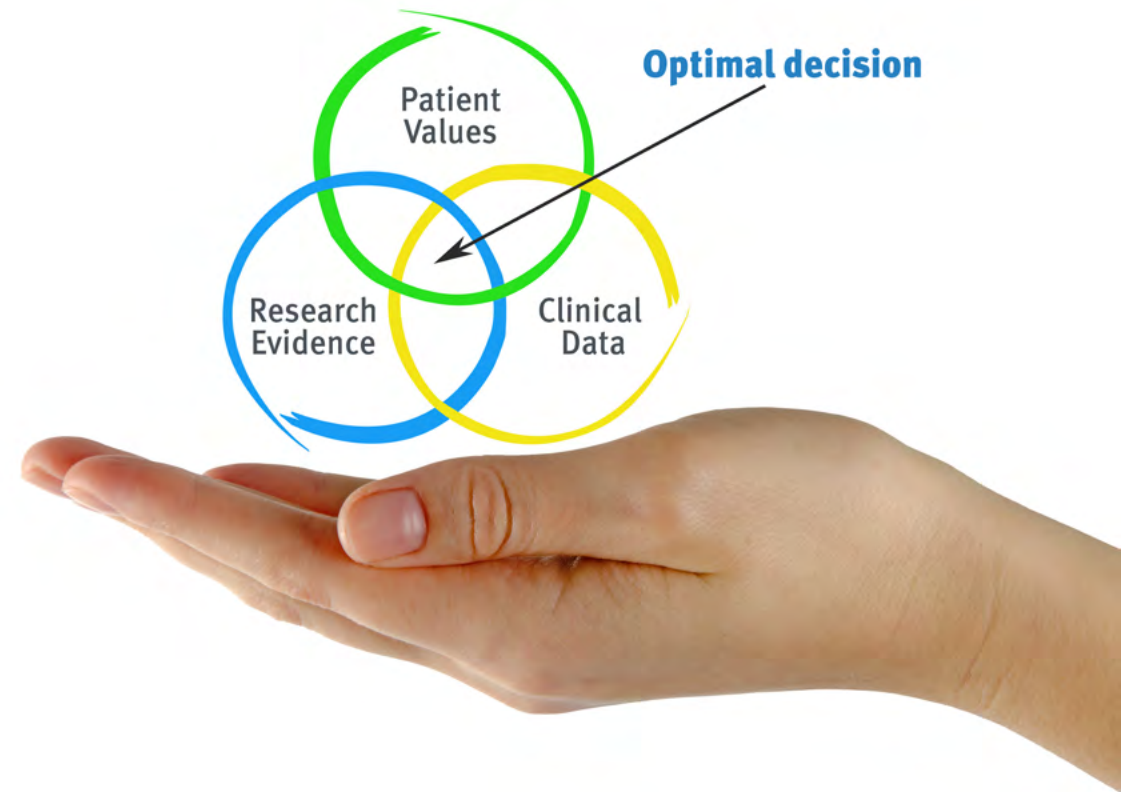 Optimal decision
Patient
Values
Research
Evidence
Clinical
Data